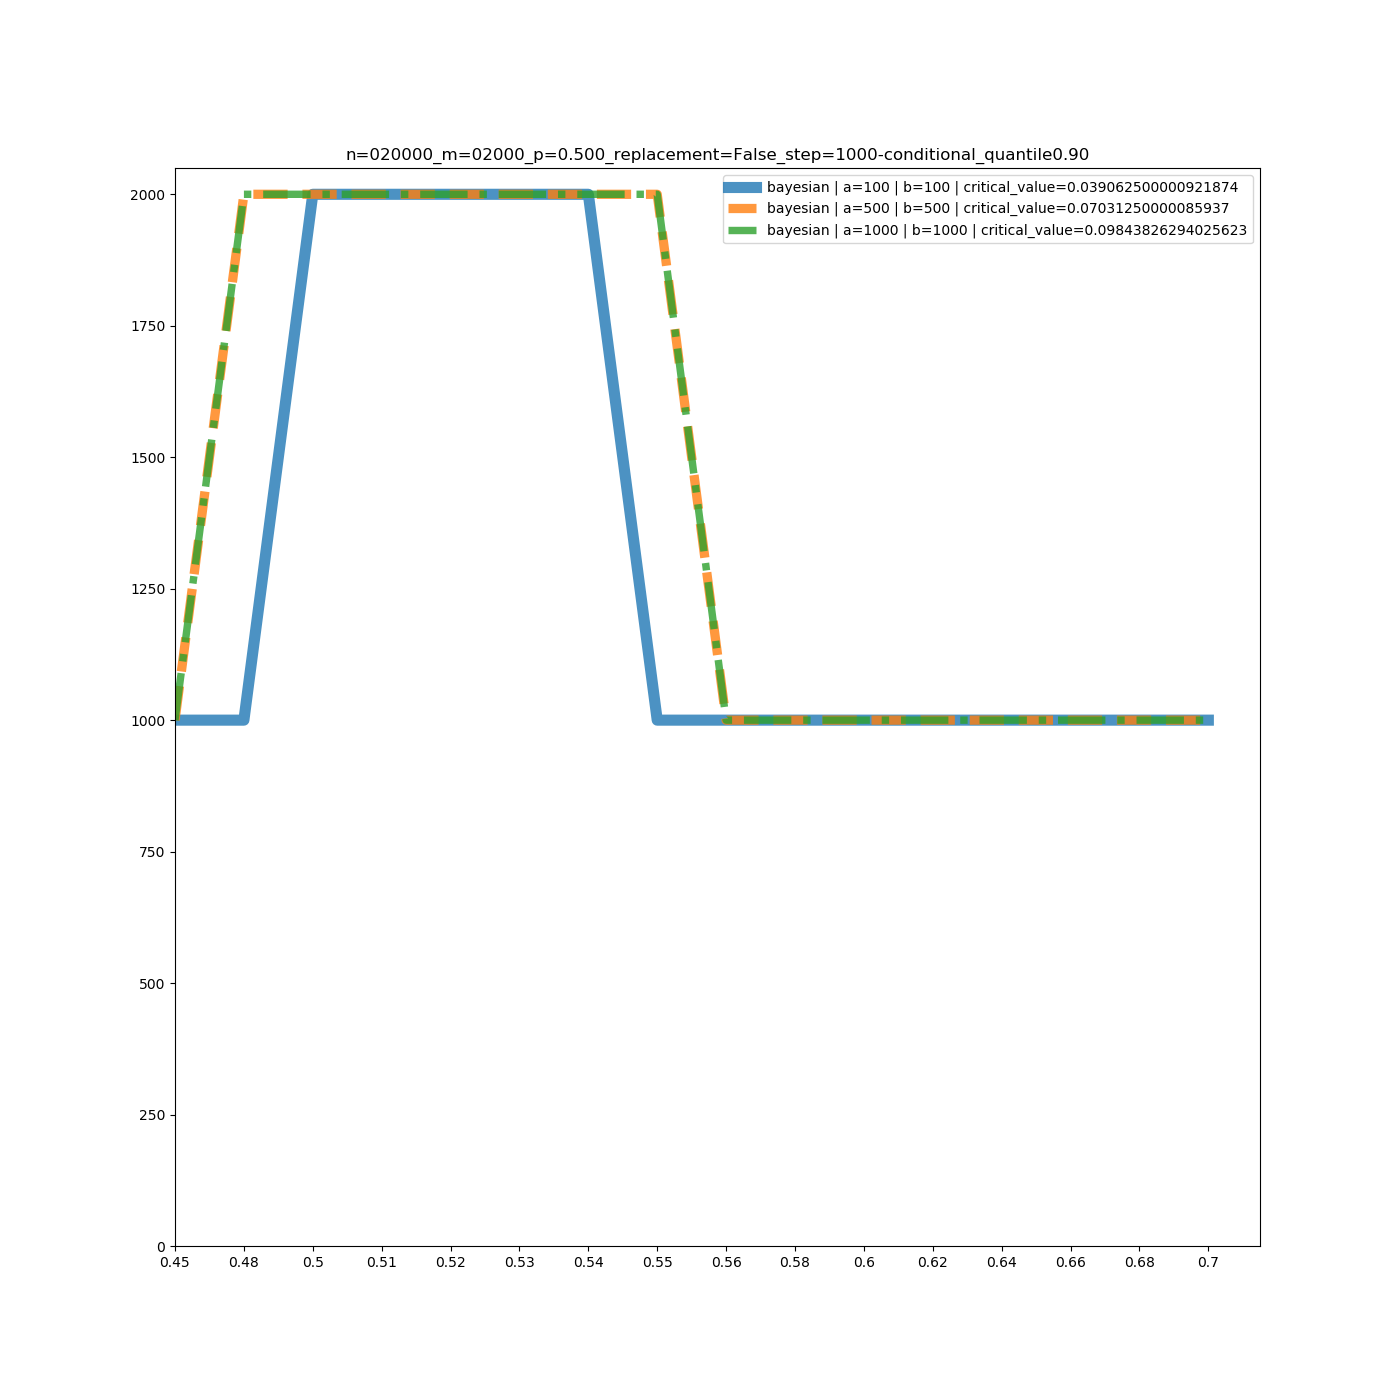 n=020000_m=02000_p=0.500_replacement=False_step=1000-conditional_quantile0.90
bayesian | a=100 | b=100 | critical_value=0.039062500000921874
bayesian | a=500 | b=500 | critical_value=0.07031250000085937
bayesian | a=1000 | b=1000 | critical_value=0.09843826294025623
2000
1750
1500
1250
1000
750
500
250
0
0.45 0.48 0.5 0.51 0.52 0.53 0.54 0.55 0.56 0.58 0.6 0.62 0.64 0.66 0.68 0.7